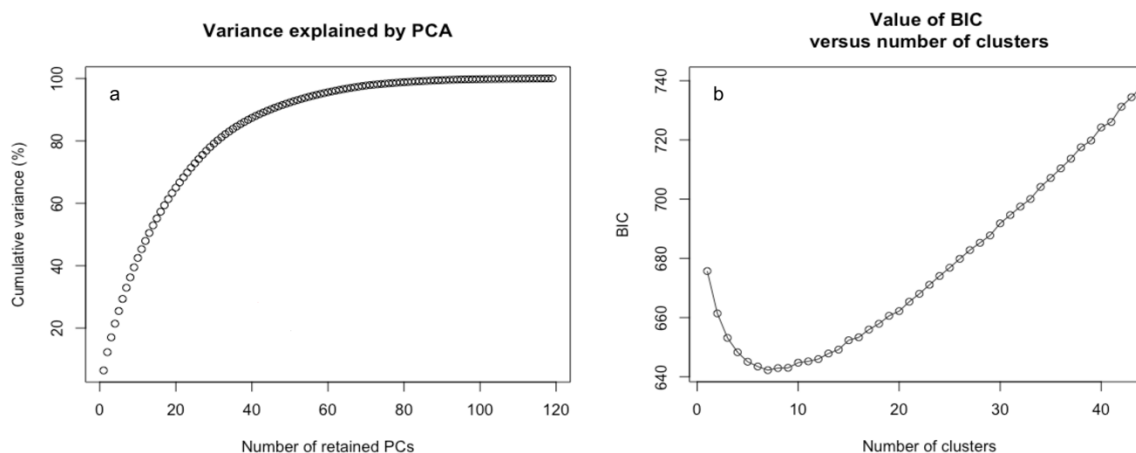 Variance explained by PCA
a
Cumulative variance (%)
20
40
60
80
100
0
20
40
60
80
100
120
Number of retained PCs
Value of BIC
versus number of clusters
b
BIC
640
660
680
700
720
740
0
10
20
30
40
Number of clusters